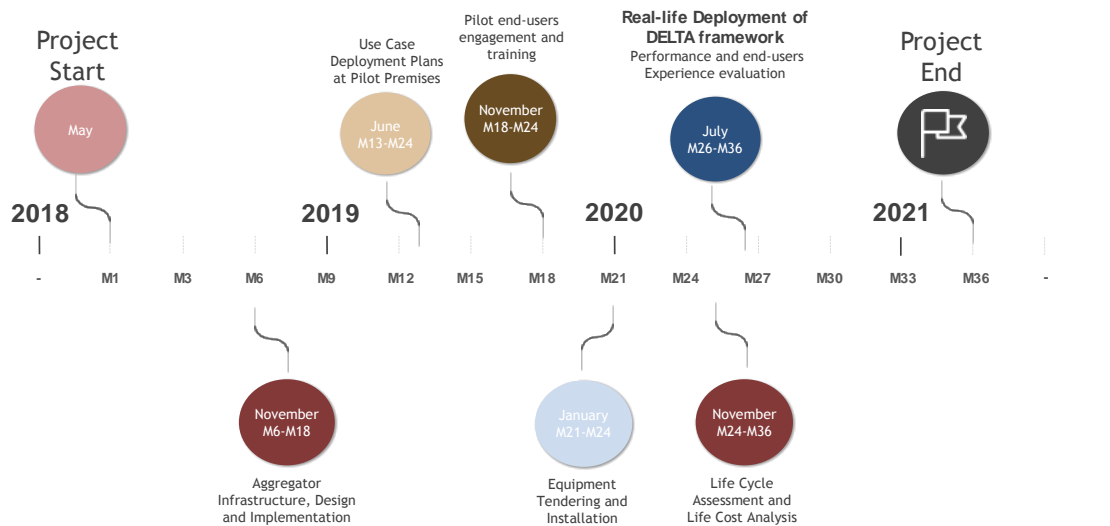 Project
Start
May
Use Case
Deployment Plans
at Pilot Premises
June
M13-M24
Pilot end-users
engagement and
training
November
M18-M24
Real-life Deployment of
DELTA framework
Performance and end-users
Experience evaluation
July
M26-M36
Project
End
2018
2019
2020
2021
-
M1
M3
M6
M9
M12
M15
M18
M21
M24
M27
M30
M33
M36
-
November
M6-M18
Aggregator
Infrastructure, Design
and Implementation
January
M21-M24
Equipment
Tendering and
Installation
November
M24-M36
Life Cycle
Assessment and
Life Cost Analysis